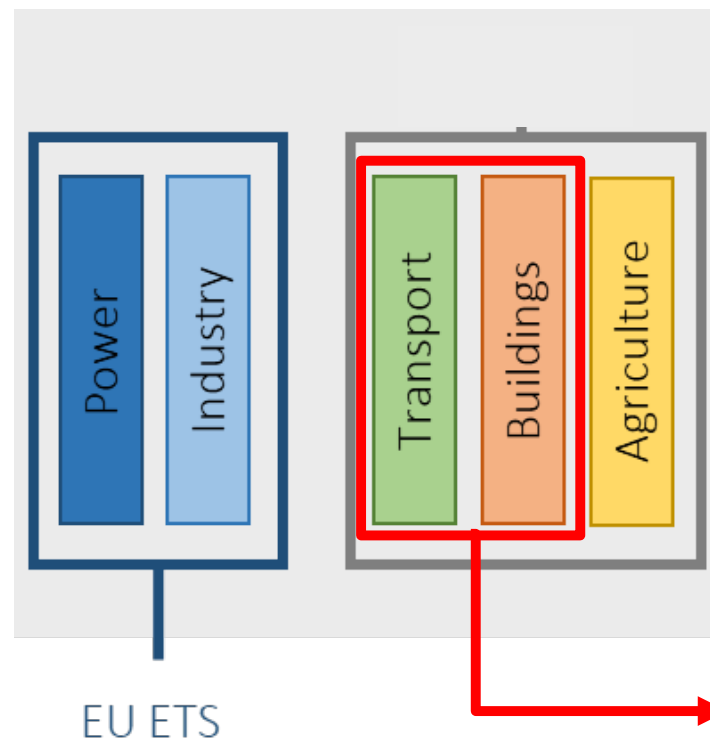 Power
Industry
Transport
Buildings
Agriculture
EU ETS